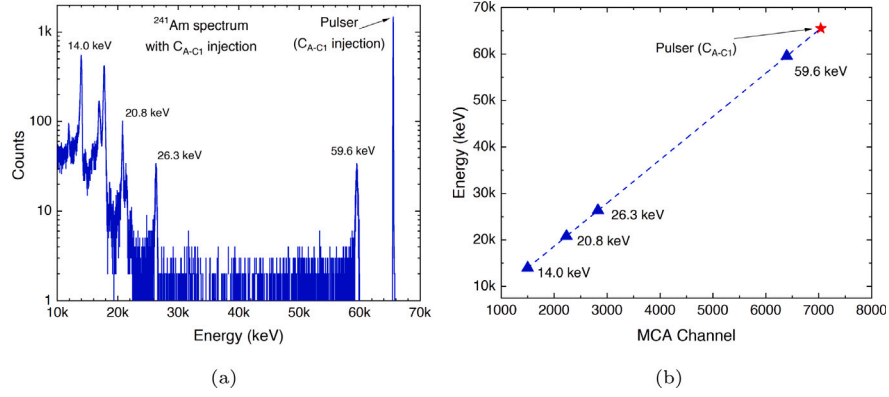 ²⁴¹Am spectrum
with C_A-C1 injection
Pulser
(C_A-C1 injection)
14.0 keV
20.8 keV
26.3 keV
59.6 keV
Counts
1k
100
10
1
10k 20k 30k 40k 50k 60k 70k
Energy (keV)
(a)
Energy (keV)
70k
60k
50k
40k
30k
20k
10k
Pulser (C_A-C1)
59.6 keV
26.3 keV
20.8 keV
14.0 keV
1000 2000 3000 4000 5000 6000 7000 8000
MCA Channel
(b)